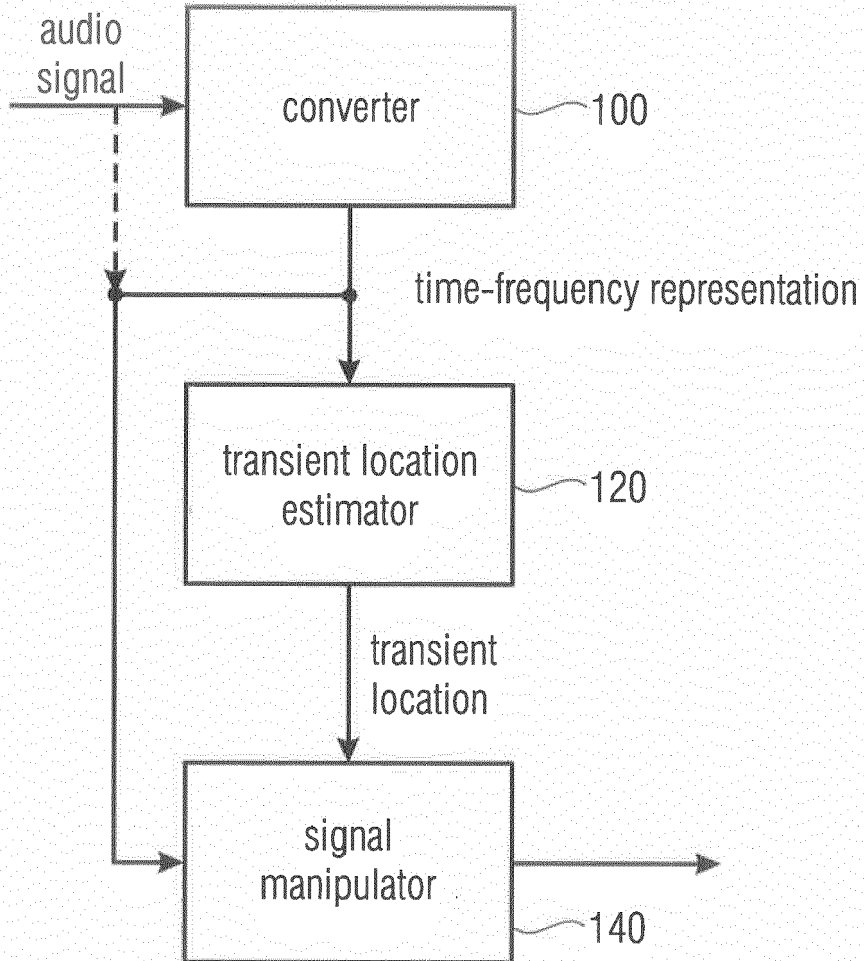 audio
signal
converter
100
time-frequency representation
transient location
estimator
120
transient
location
signal
manipulator
140